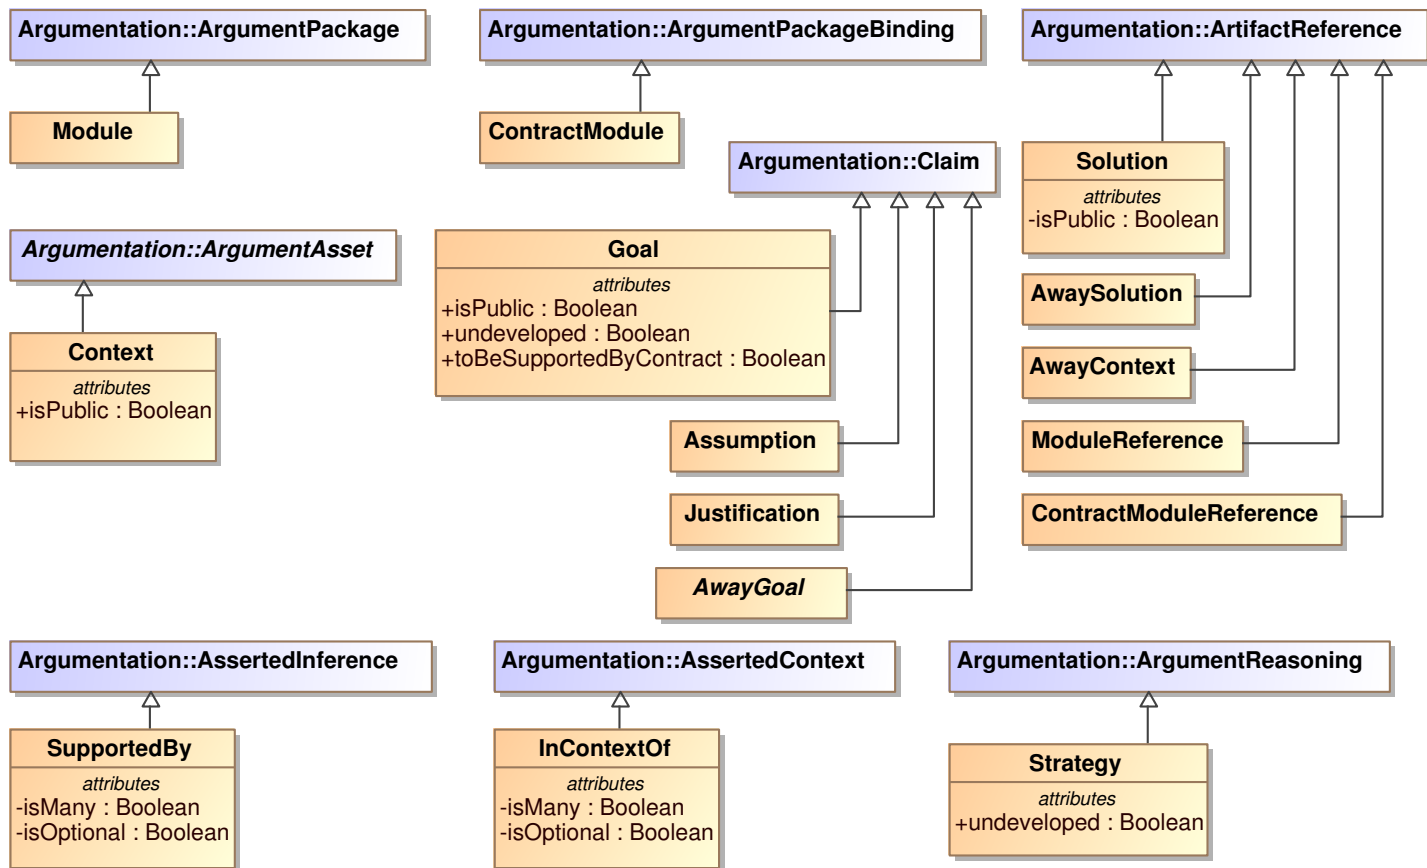 Argumentation::ArgumentPackage
Module
Argumentation::ArgumentPackageBinding
ContractModule
Argumentation::ArtifactReference
Solution
attributes
-isPublic : Boolean
AwaySolution
AwayContext
ModuleReference
ContractModuleReference
Argumentation::Claim
Goal
attributes
+isPublic : Boolean
+undeveloped : Boolean
+toBeSupportedByContract : Boolean
Assumption
Justification
AwayGoal
Argumentation::ArgumentAsset
Context
attributes
+isPublic : Boolean
Argumentation::AssertedInference
SupportedBy
attributes
-isMany : Boolean
-isOptional : Boolean
Argumentation::AssertedContext
InContextOf
attributes
-isMany : Boolean
-isOptional : Boolean
Argumentation::ArgumentReasoning
Strategy
attributes
+undeveloped : Boolean